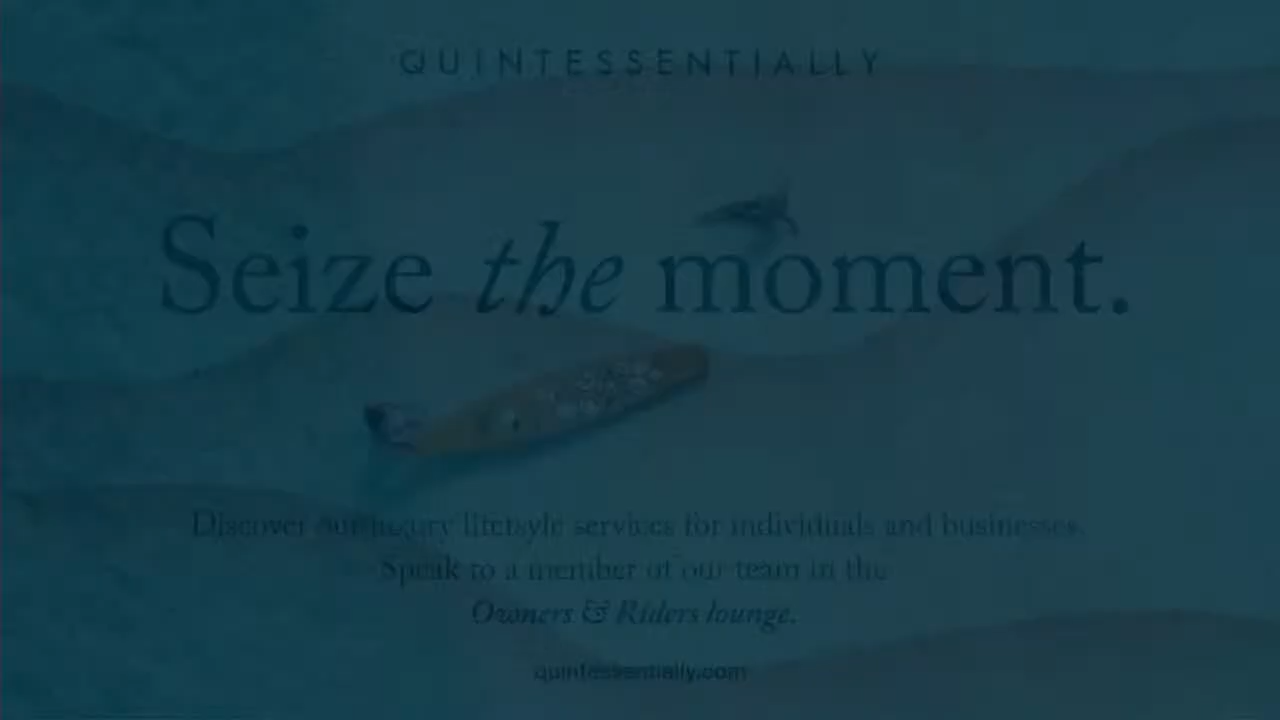 QUINTESSENTIALLY
Seize the moment.
Discover our luxury lifetsyle services for individuals and businesses.
Speak to a member of our team in the
Owners & Riders lounge.
quintessentially.com